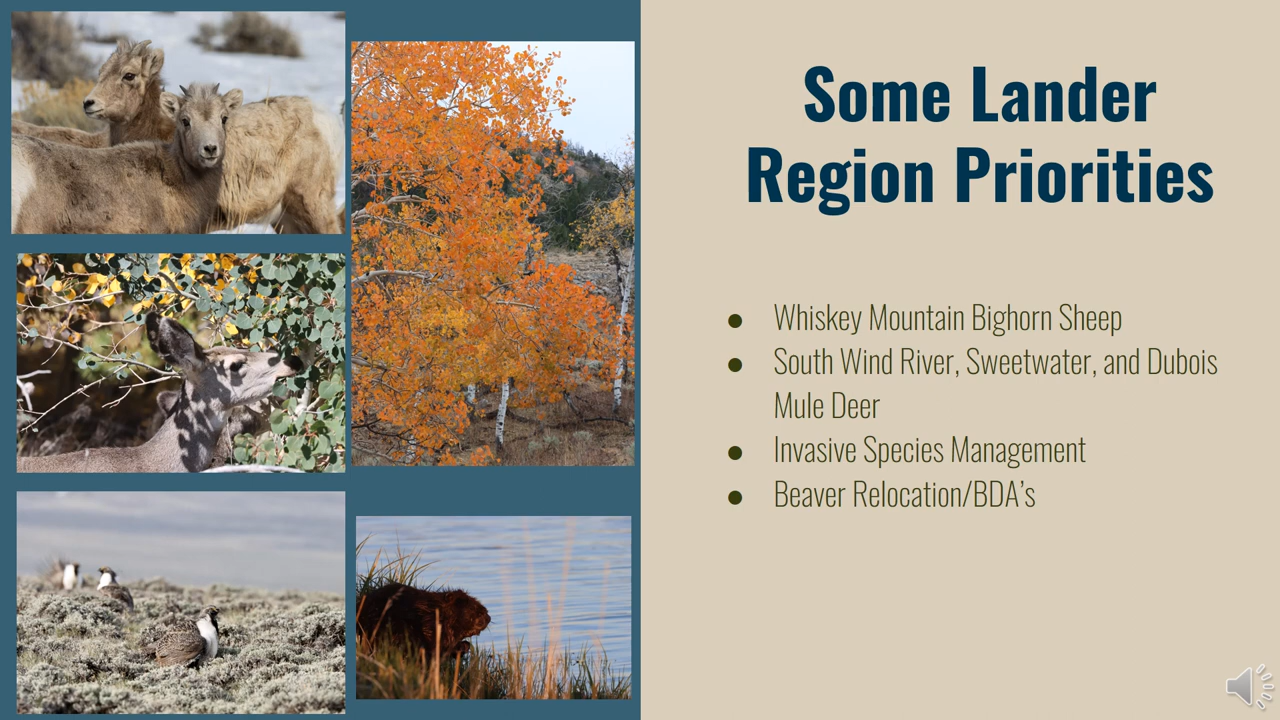 Some Lander
Region Priorities
● Whiskey Mountain Bighorn Sheep
● South Wind River, Sweetwater, and Dubois
Mule Deer
● Invasive Species Management
● Beaver Relocation/BDA’s